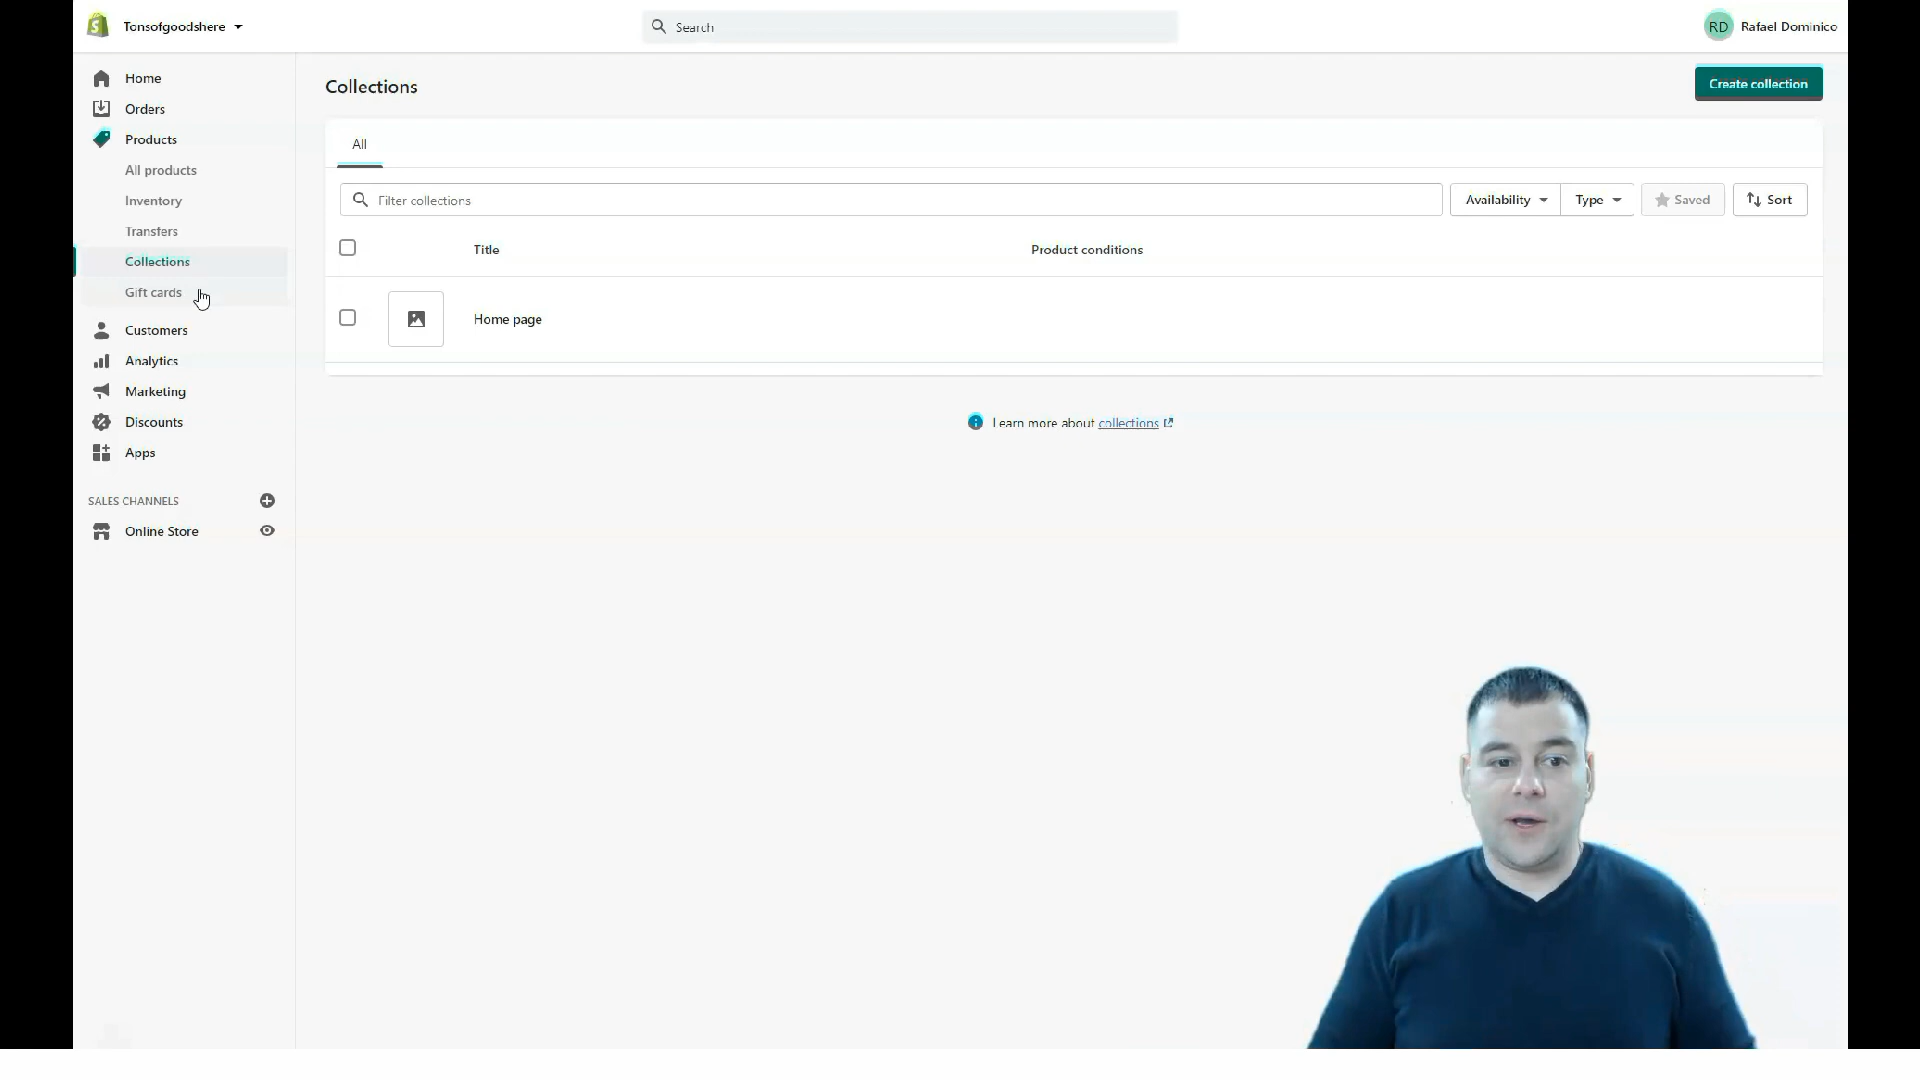 Tonsofgoodshere
Search
RD Rafael Dominico
Home
Orders
Products
All products
Inventory
Transfers
Collections
Gift cards
Customers
Analytics
Marketing
Discounts
Apps
SALES CHANNELS
Online Store
Collections
Create collection
All
Filter collections
Availability
Type
Saved
Sort
Title
Product conditions
Home page
Learn more about collections